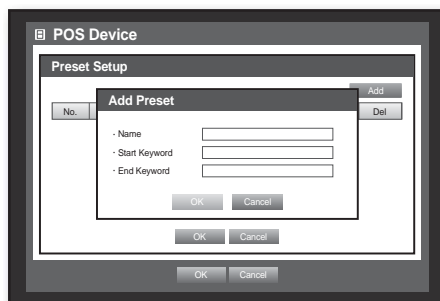 POS Device
Preset Setup
Add
No.
Del
Add Preset
· Name
· Start Keyword
· End Keyword
OK Cancel
OK Cancel
OK Cancel